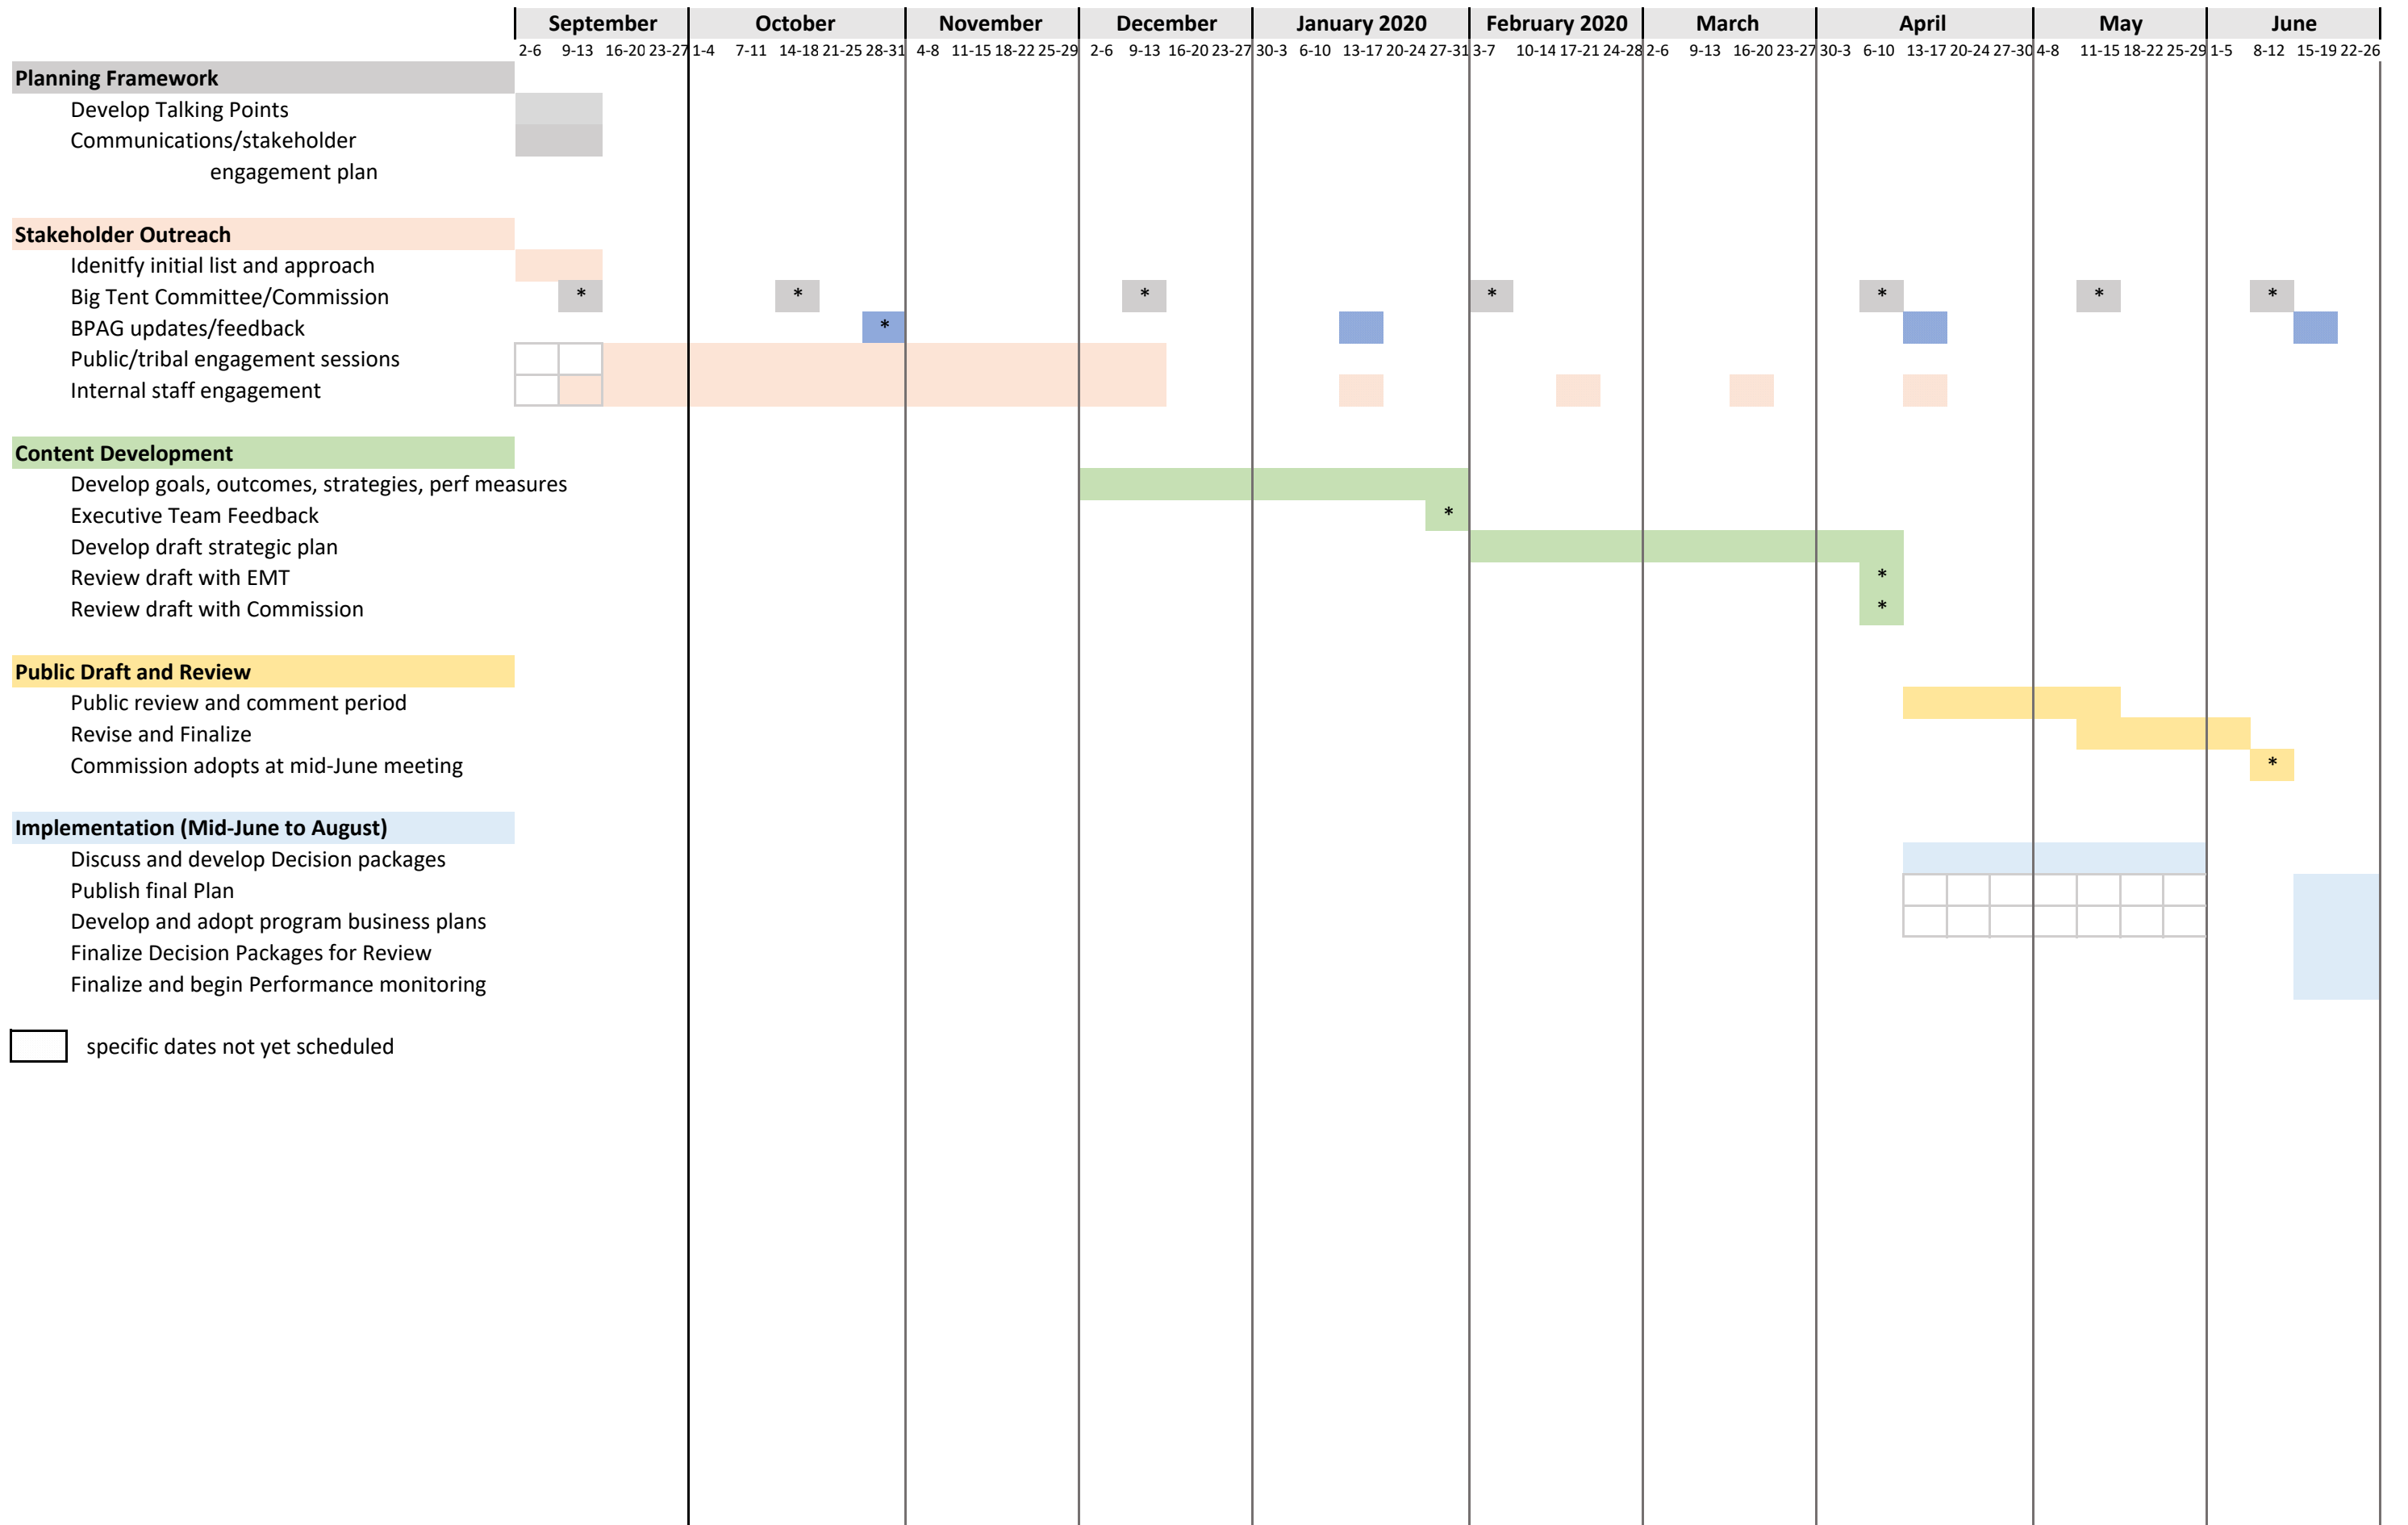 September October November December January 2020 February 2020 March April May June
2-6 9-13 16-20 23-27 1-4 7-11 14-18 21-25 28-31 4-8 11-15 18-22 25-29 2-6 9-13 16-20 23-27 30-3 6-10 13-17 20-24 27-31 3-7 10-14 17-21 24-28 2-6 9-13 16-20 23-27 30-3 6-10 13-17 20-24 27-30 4-8 11-15 18-22 25-29 1-5 8-12 15-19 22-26
Planning Framework
Develop Talking Points
Communications/stakeholder
engagement plan
Stakeholder Outreach
Idenitfy initial list and approach
Big Tent Committee/Commission * * * * * * *
BPAG updates/feedback *
Public/tribal engagement sessions
Internal staff engagement
Content Development
Develop goals, outcomes, strategies, perf measures
Executive Team Feedback *
Develop draft strategic plan
Review draft with EMT *
Review draft with Commission *
Public Draft and Review
Public review and comment period
Revise and Finalize
Commission adopts at mid-June meeting *
Implementation (Mid-June to August)
Discuss and develop Decision packages
Publish final Plan
Develop and adopt program business plans
Finalize Decision Packages for Review
Finalize and begin Performance monitoring
specific dates not yet scheduled